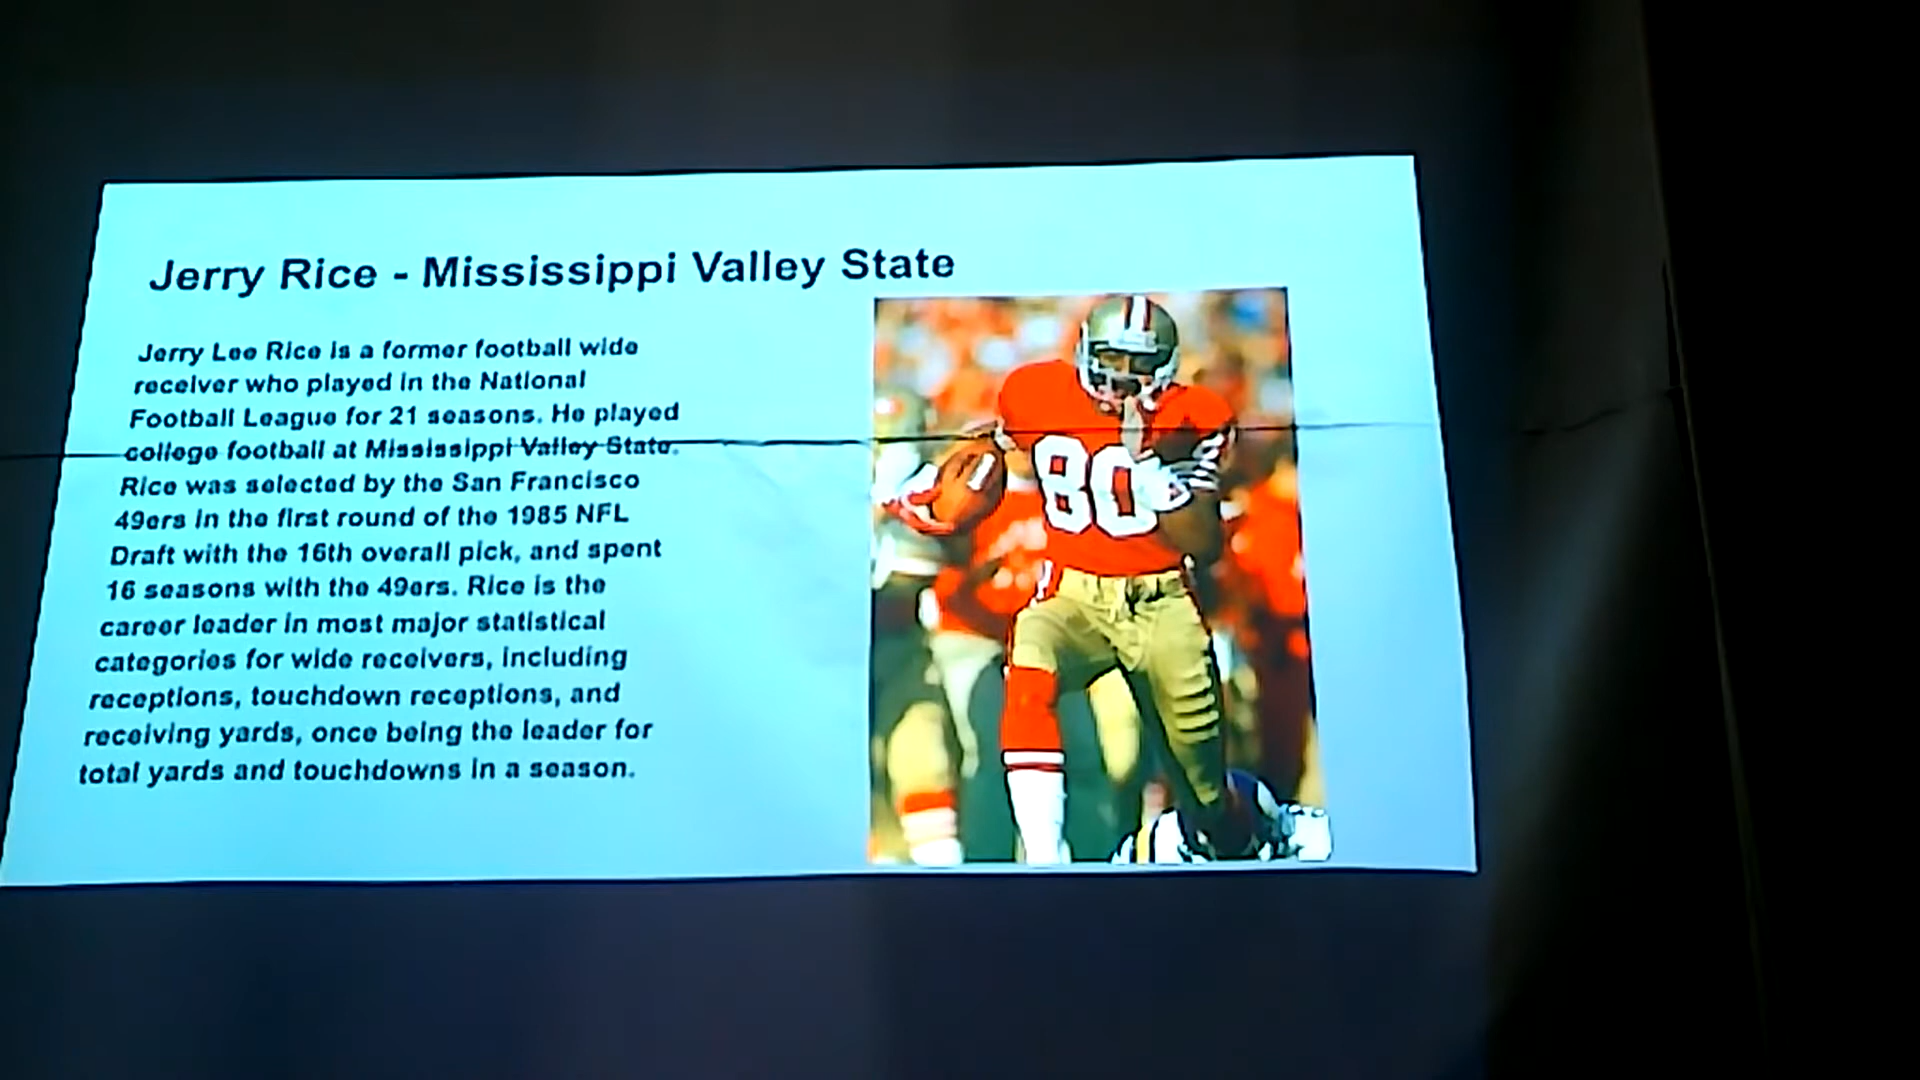 Jerry Rice - Mississippi Valley State
Jerry Lee Rice is a former football wide
receiver who played in the National
Football League for 21 seasons. He played
college football at Mississippi Valley State.
Rice was selected by the San Francisco
49ers in the first round of the 1985 NFL
Draft with the 16th overall pick, and spent
16 seasons with the 49ers. Rice is the
career leader in most major statistical
categories for wide receivers, including
receptions, touchdown receptions, and
receiving yards, once being the leader for
total yards and touchdowns in a season.
80